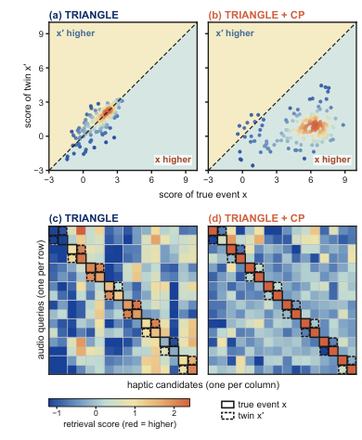 (a) TRIANGLE
(b) TRIANGLE + CP
x′ higher
x′ higher
9
6
3
0
−3
score of twin x′
x higher
x higher
−3 0 3 6 9
−3 0 3 6 9
score of true event x
(c) TRIANGLE
(d) TRIANGLE + CP
audio queries (one per row)
haptic candidates (one per column)
−1 0 1 2
retrieval score (red = higher)
true event x
twin x′